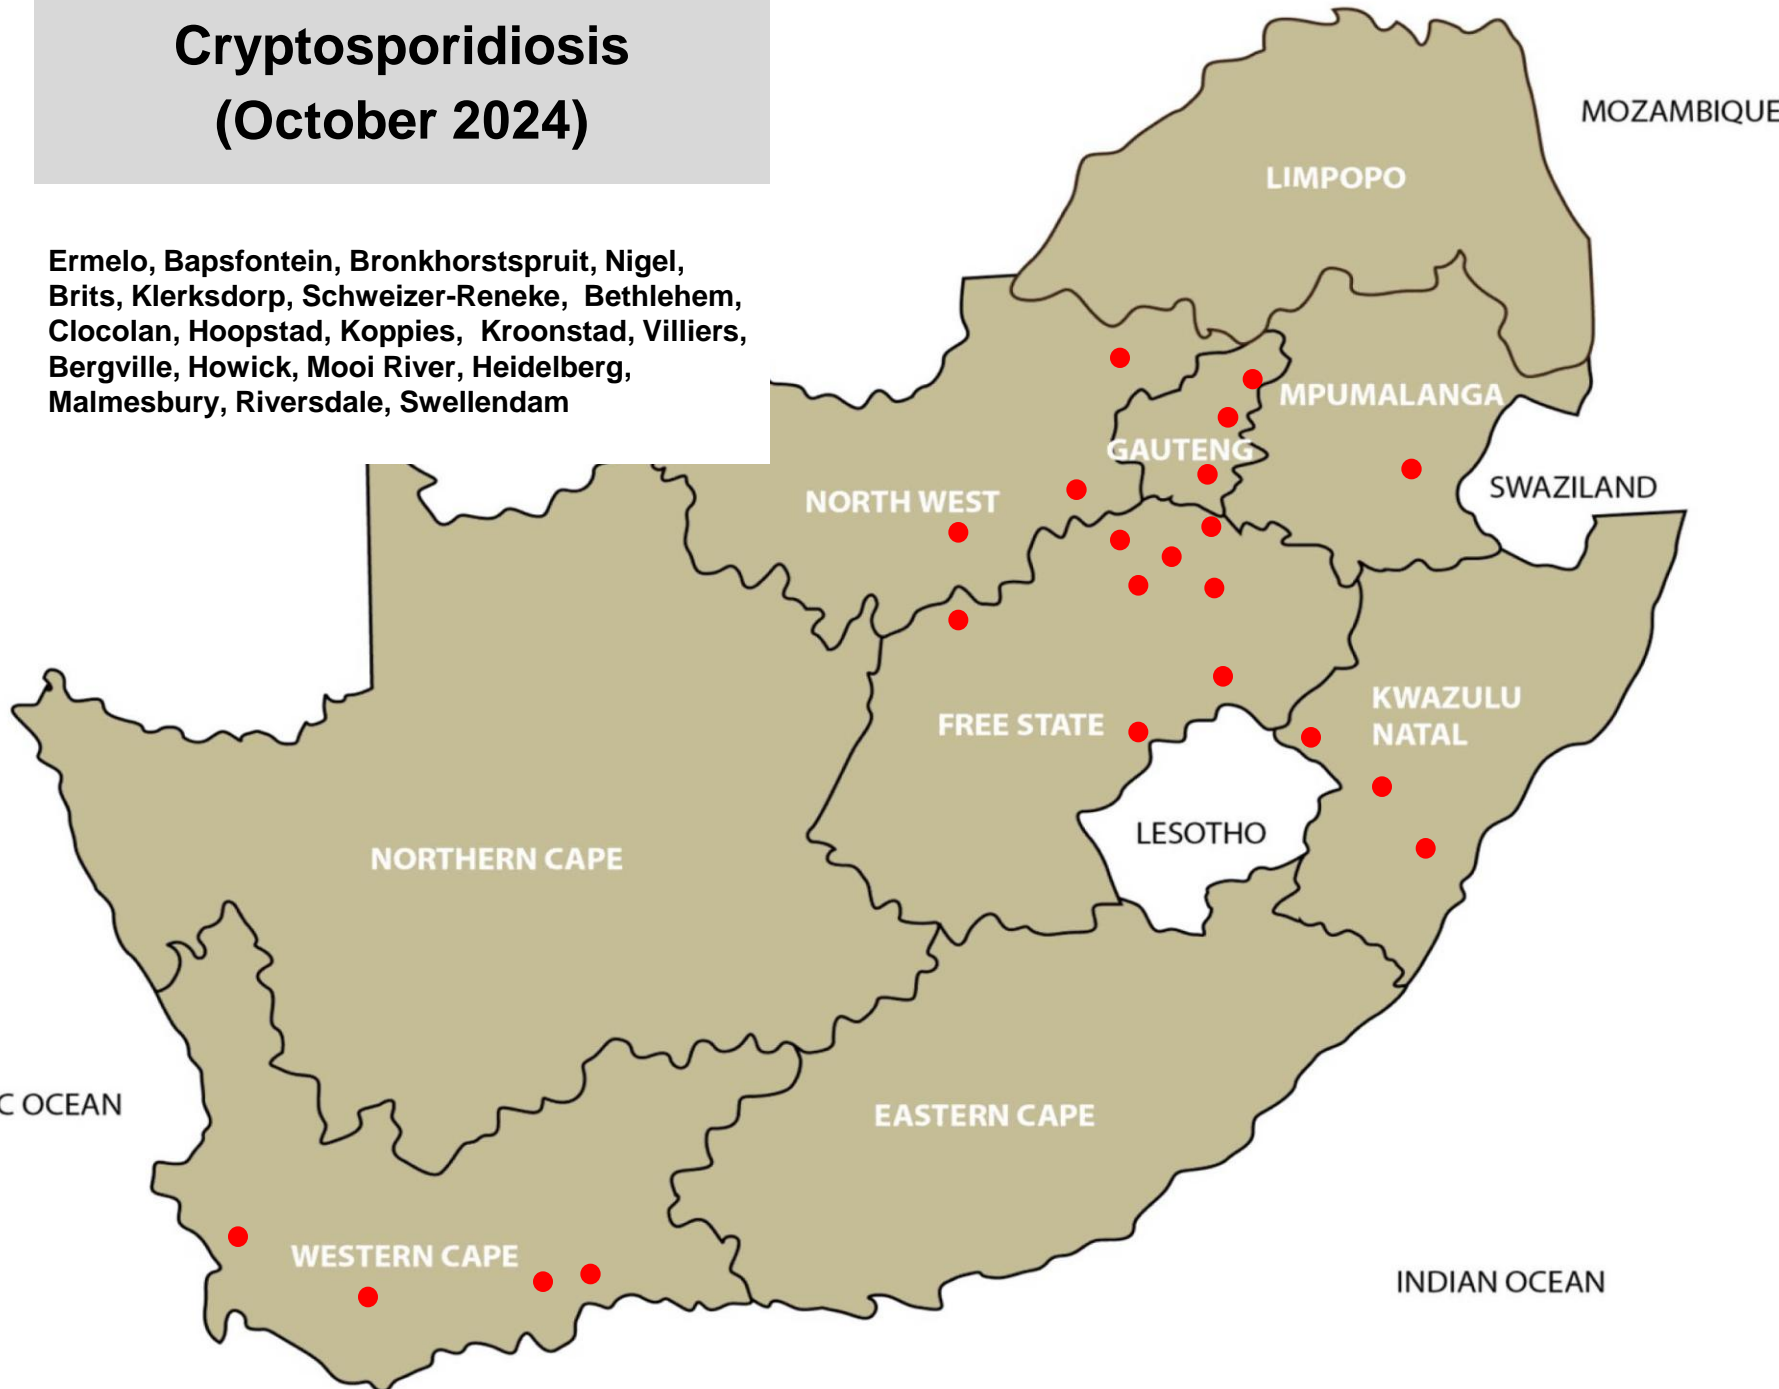 Cryptosporidiosis
(October 2024)
Ermelo, Bapsfontein, Bronkhorstspruit, Nigel,
Brits, Klerksdorp, Schweizer-Reneke, Bethlehem,
Clocolan, Hoopstad, Koppies, Kroonstad, Villiers,
Bergville, Howick, Mooi River, Heidelberg,
Malmesbury, Riversdale, Swellendam
MOZAMBIQUE
LIMPOPO
MPUMALANGA
GAUTENG
SWAZILAND
NORTH WEST
KWAZULU
NATAL
FREE STATE
LESOTHO
NORTHERN CAPE
C OCEAN
EASTERN CAPE
WESTERN CAPE
INDIAN OCEAN